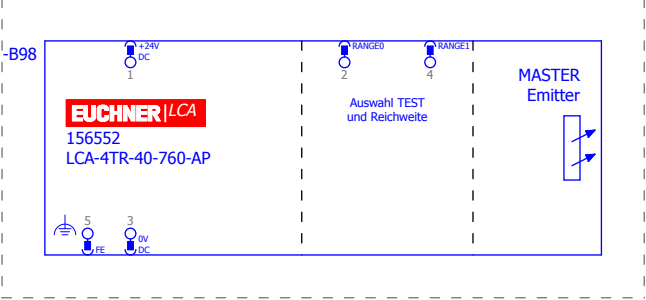 -B98
+24V
DC
1
RANGE0
2
RANGE1
4
MASTER
Emitter
EUCHNER LCA
156552
LCA-4TR-40-760-AP
Auswahl TEST
und Reichweite
5
FE
3
0V
DC